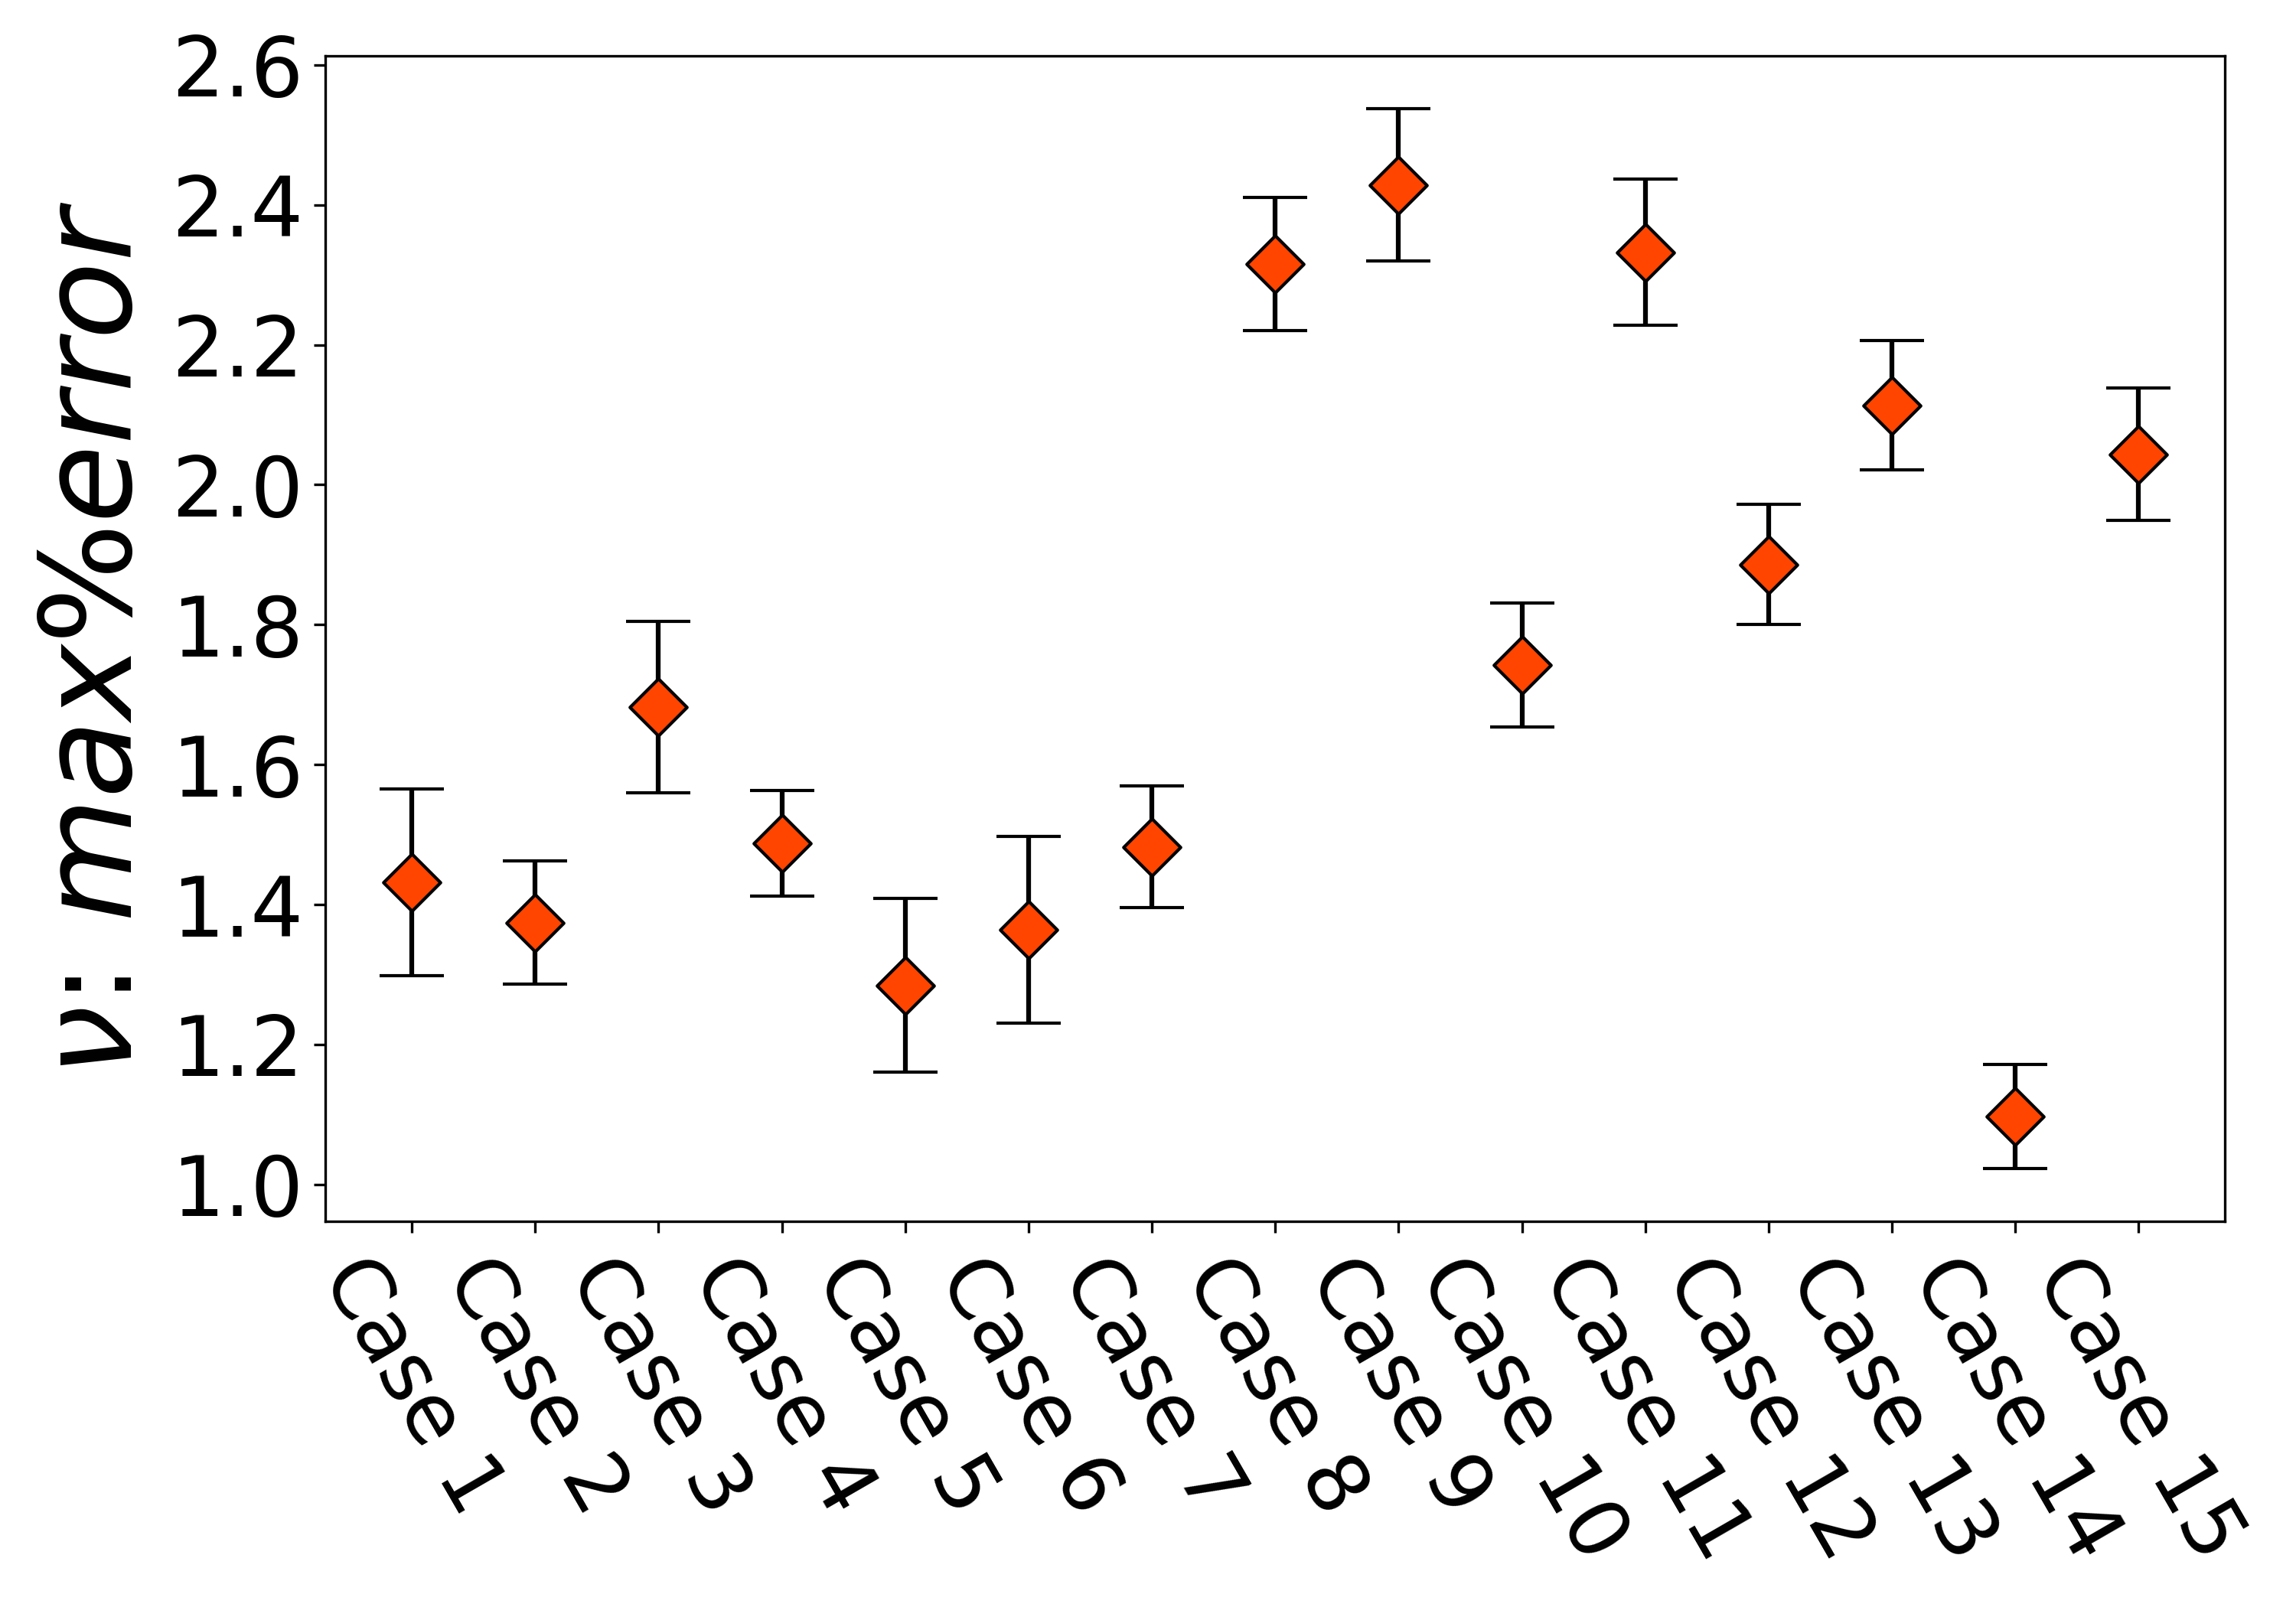 ν: max%error
2.6
2.4
2.2
2.0
1.8
1.6
1.4
1.2
1.0
Case 1
Case 2
Case 3
Case 4
Case 5
Case 6
Case 7
Case 8
Case 9
Case 10
Case 11
Case 12
Case 13
Case 14
Case 15